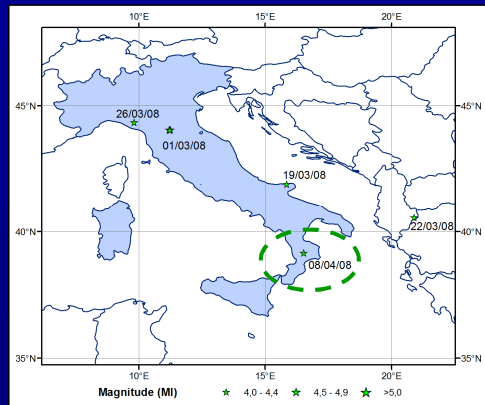 10°E 15°E 20°E
45°N 45°N
26/03/08
01/03/08
19/03/08
22/03/08
40°N 40°N
08/04/08
35°N 35°N
10°E 15°E 20°E
Magnitude (Ml) 4,0 - 4,4 4,5 - 4,9 >5,0